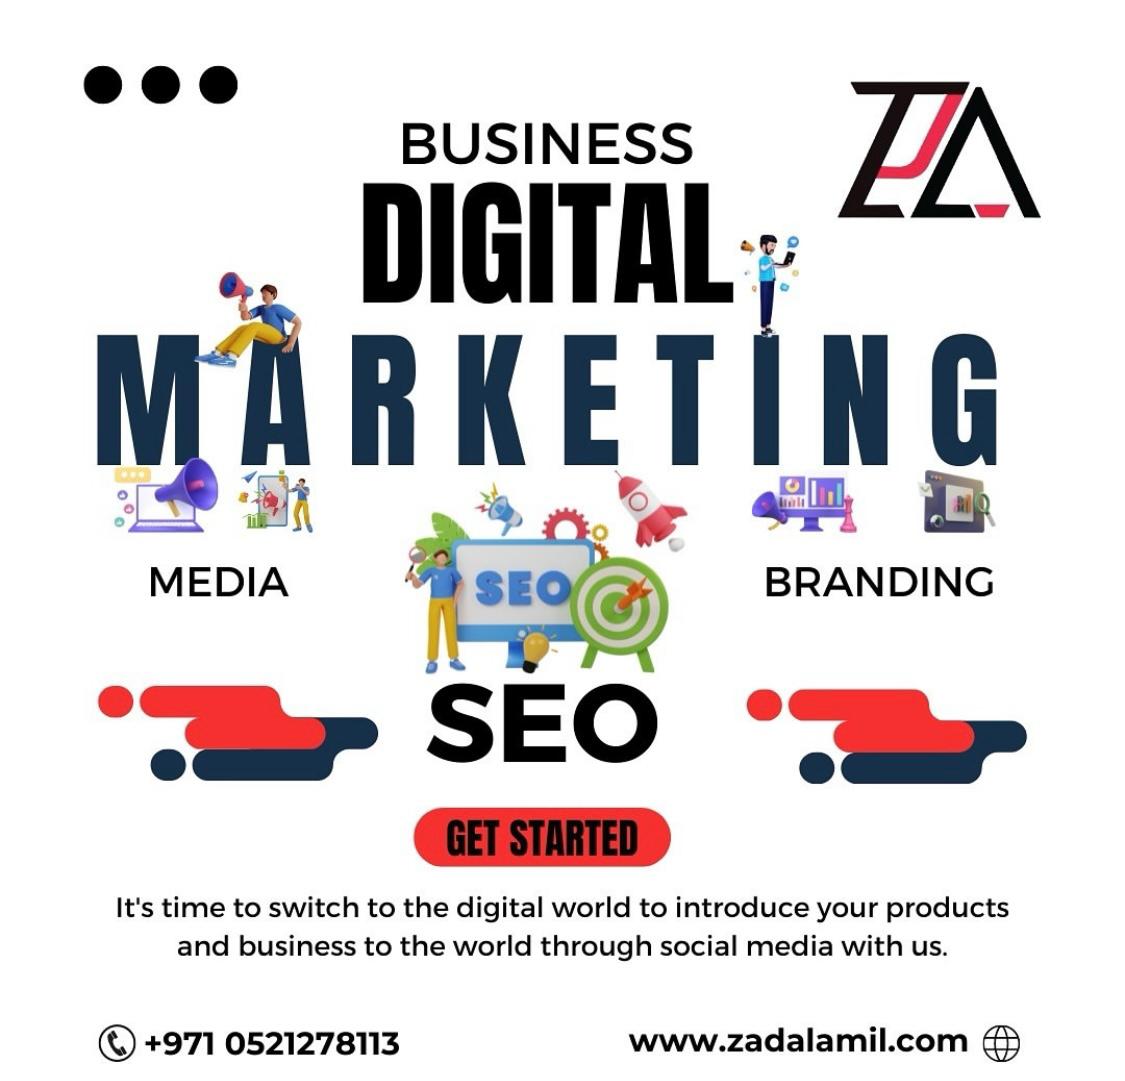 ZA
BUSINESS
DIGITAL
MARKETING
MEDIA
SEO
BRANDING
SEO
GET STARTED
It's time to switch to the digital world to introduce your products
and business to the world through social media with us.
+971 0521278113
www.zadalamil.com